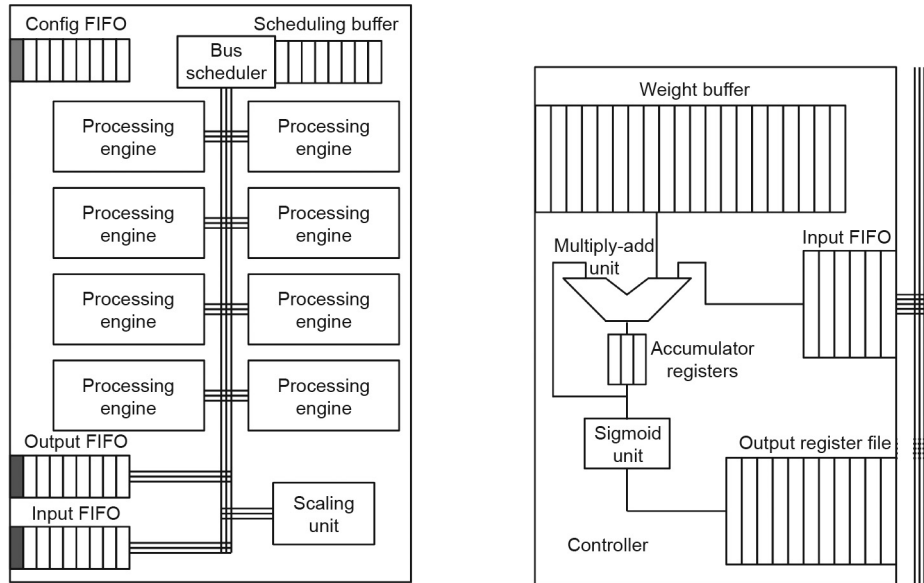 Config FIFO
Scheduling buffer
Bus
scheduler
Processing
engine
Processing
engine
Processing
engine
Processing
engine
Processing
engine
Processing
engine
Processing
engine
Processing
engine
Output FIFO
Input FIFO
Scaling
unit
Weight buffer
Multiply-add
unit
Input FIFO
Accumulator
registers
Sigmoid
unit
Output register file
Controller